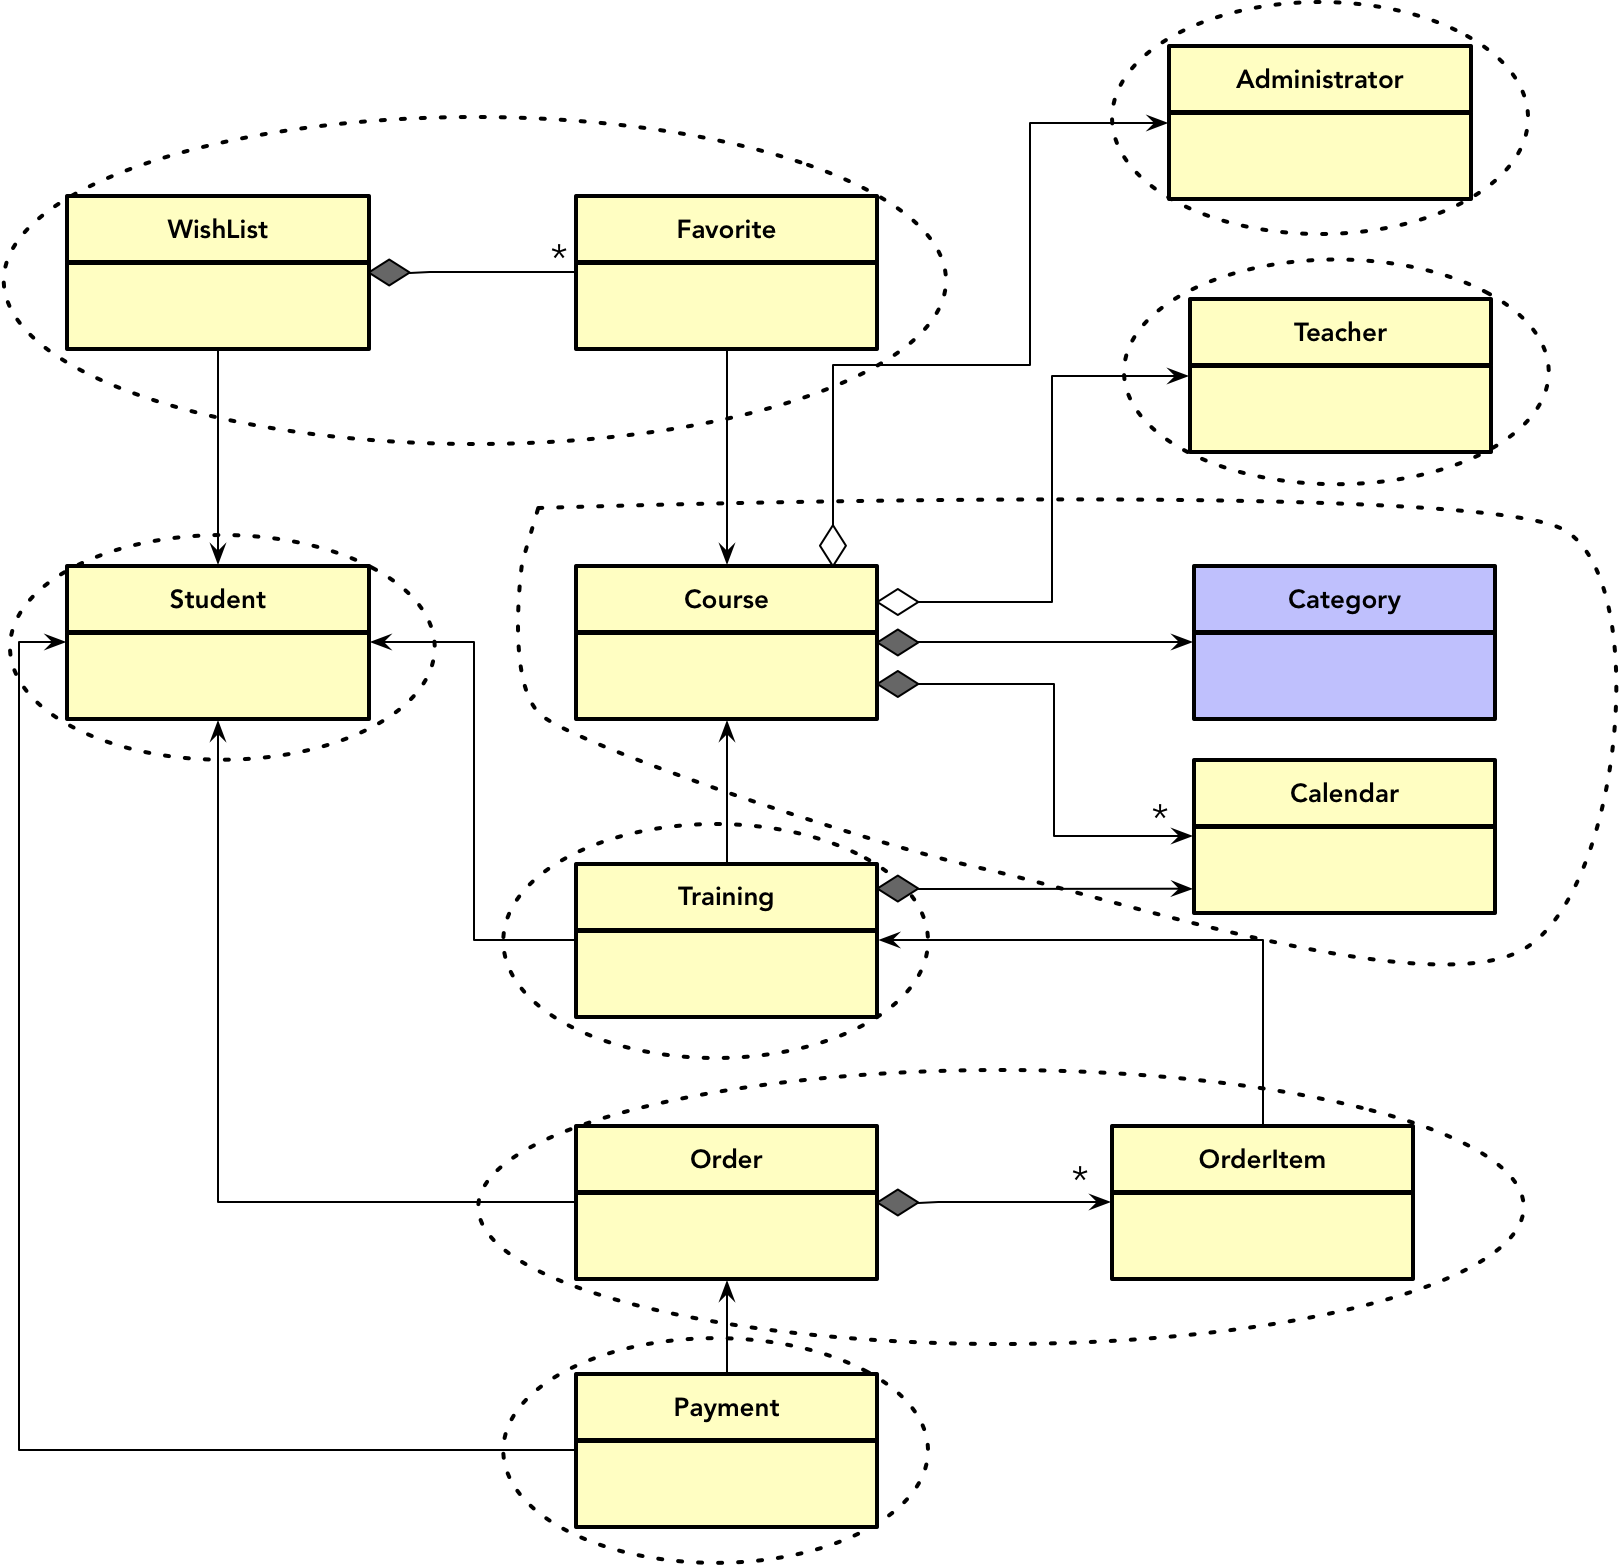 Administrator
WishList
Favorite
*
Teacher
Student
Course
Category
Calendar
*
Training
Order
OrderItem
*
Payment